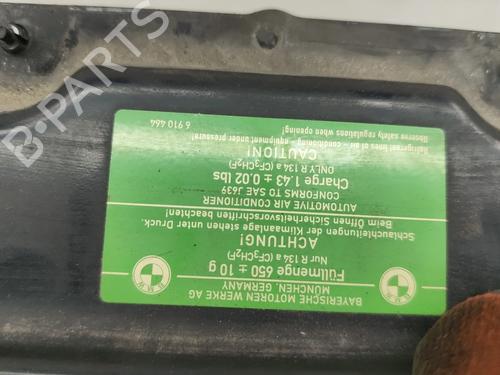 BAYERISCHE MOTOREN WERKE AG
MÜNCHEN, GERMANY
Füllmenge 650 ± 10 g
Nur R 134 a (CF3CH2F)
ACHTUNG!
Schlauchleitungen der Klimaanlage stehen unter Druck.
Beim Öffnen Sicherheitsvorschriften beachten!
AUTOMOTIVE AIR CONDITIONER
CONFORMS TO SAE J639
Charge 1.43 ± 0.02 lbs
ONLY R 134 a (CF3CH2F)
CAUTION!
Refrigerant lines of air - conditioning - equipment under pressure!
Observe safety regulations when opening!
6 910 464
BMW
BMW
B-PARTS